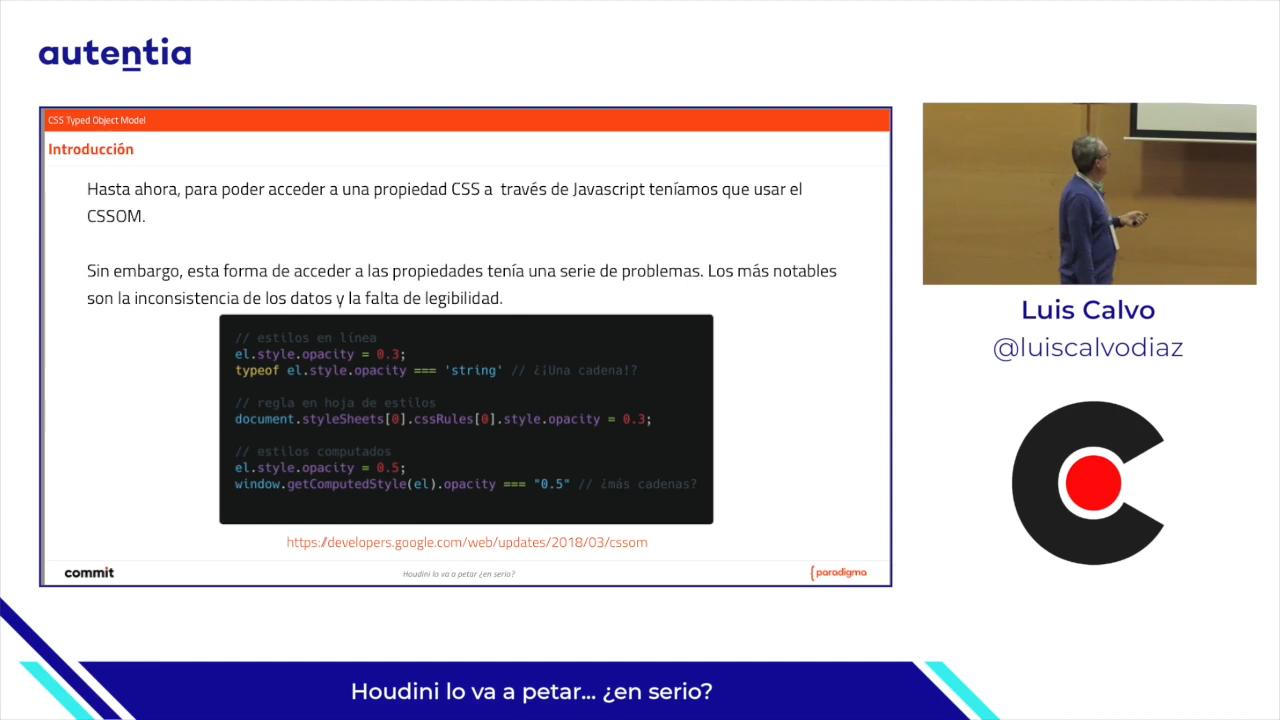 autentia
CSS Typed Object Model
Introducción
Hasta ahora, para poder acceder a una propiedad CSS a través de Javascript teníamos que usar el
CSSOM.
Sin embargo, esta forma de acceder a las propiedades tenía una serie de problemas. Los más notables
son la inconsistencia de los datos y la falta de legibilidad.
// estilos en línea
el.style.opacity = 0.3;
typeof el.style.opacity === 'string' // ¿¡Una cadena!?
// regla en hoja de estilos
document.styleSheets[0].cssRules[0].style.opacity = 0.3;
// estilos computados
el.style.opacity = 0.5;
window.getComputedStyle(el).opacity === "0.5" // ¿más cadenas?
https://developers.google.com/web/updates/2018/03/cssom
commit
Houdini lo va a petar ¿en serio?
{paradigma
Luis Calvo
@luiscalvodiaz
Houdini lo va a petar... ¿en serio?